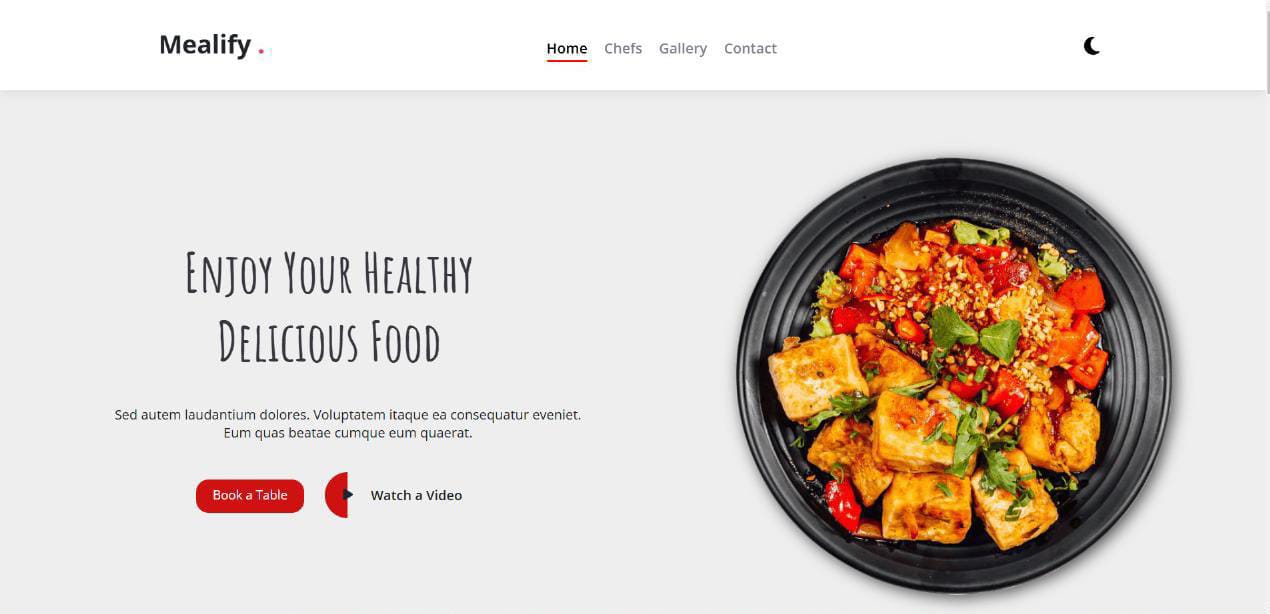 Mealify .
Home Chefs Gallery Contact
Enjoy Your Healthy
Delicious Food
Sed autem laudantium dolores. Voluptatem itaque ea consequatur eveniet.
Eum quas beatae cumque eum quaerat.
Book a Table
Watch a Video